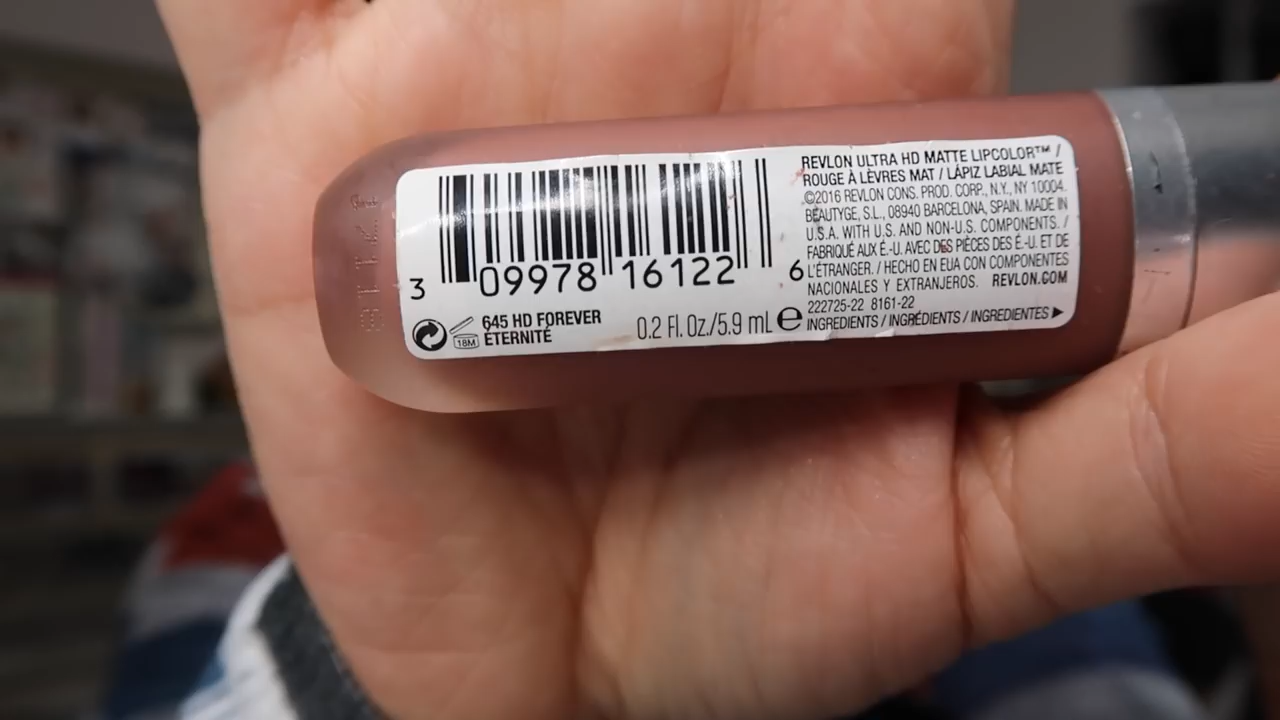 3 09978 16122 6
18M
645 HD FOREVER
ÉTERNITÉ
0.2 Fl. Oz./5.9 mL e
REVLON ULTRA HD MATTE LIPCOLOR™ /
ROUGE À LÈVRES MAT / LÁPIZ LABIAL MATE
©2016 REVLON CONS. PROD. CORP., N.Y., NY 10004.
BEAUTYGE, S.L., 08940 BARCELONA, SPAIN. MADE IN
U.S.A. WITH U.S. AND NON-U.S. COMPONENTS. /
FABRIQUÉ AUX É.-U. AVEC DES PIÈCES DES É.-U. ET DE
L'ÉTRANGER. / HECHO EN EUA CON COMPONENTES
NACIONALES Y EXTRANJEROS. REVLON.COM
222725-22 8161-22
INGREDIENTS / INGRÉDIENTS / INGREDIENTES ▶